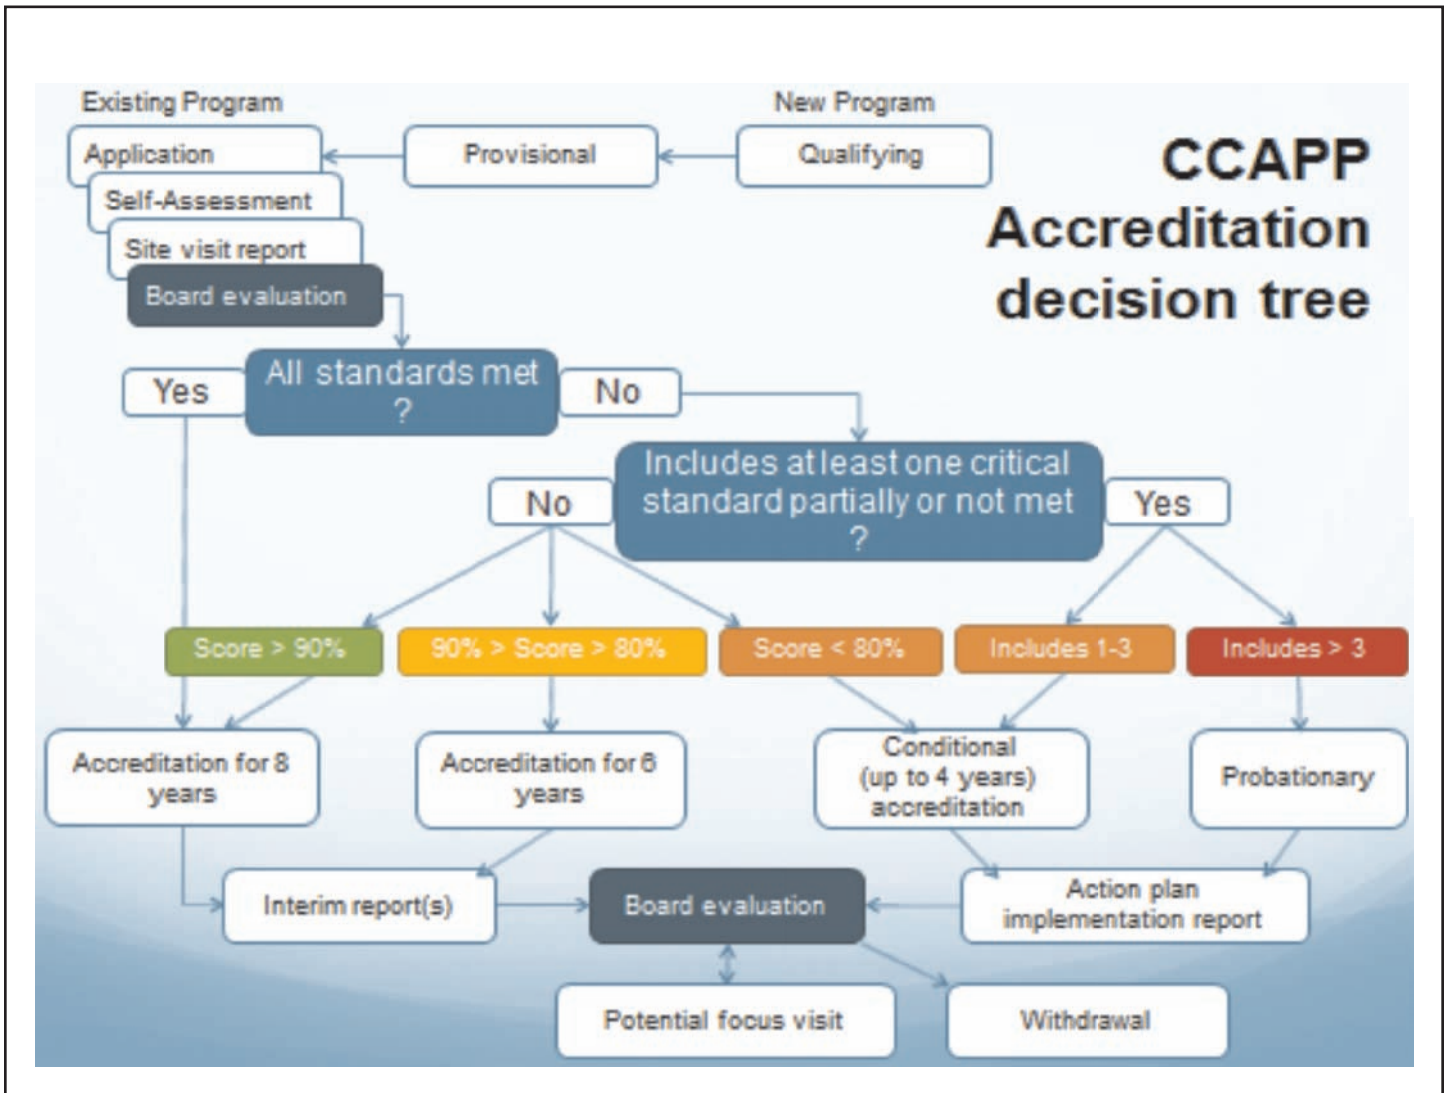 Existing Program
New Program
Application
Provisional
Qualifying
CCAPP
Accreditation
decision tree
Self-Assessment
Site visit report
Board evaluation
Yes
All standards met
?
No
No
Includes at least one critical
standard partially or not met
?
Yes
Score > 90%
90% > Score > 80%
Score < 80%
Includes 1-3
Includes > 3
Accreditation for 8
years
Accreditation for 6
years
Conditional
(up to 4 years)
accreditation
Probationary
Interim report(s)
Board evaluation
Action plan
implementation report
Potential focus visit
Withdrawal